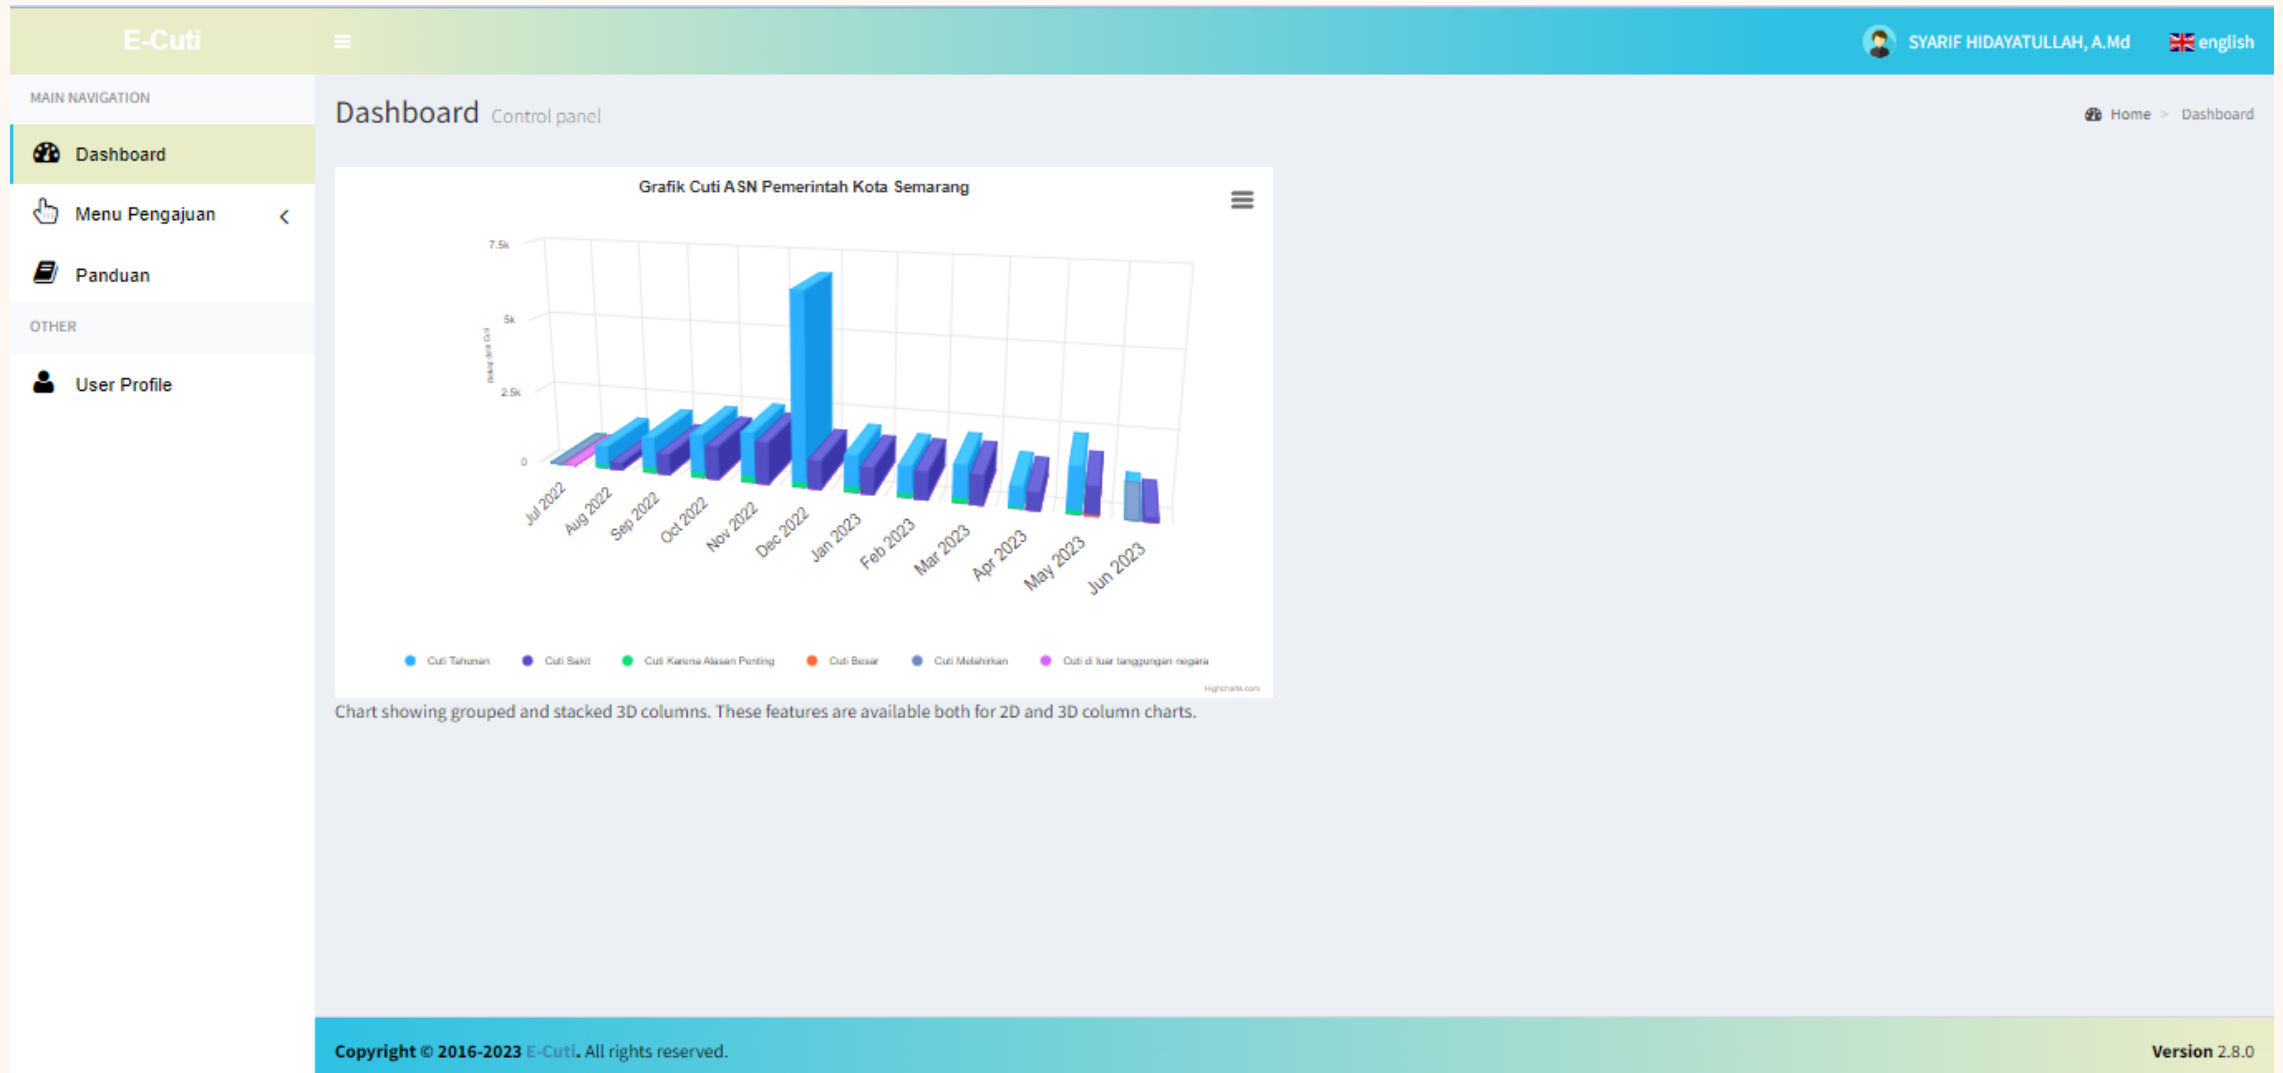 E-Cuti
SYARIF HIDAYATULLAH, A.Md
english
MAIN NAVIGATION
Dashboard
Menu Pengajuan
Panduan
OTHER
User Profile
Dashboard Control panel
Home > Dashboard
Grafik Cuti ASN Pemerintah Kota Semarang
7.5k
5k
2.5k
0
Jul 2022
Aug 2022
Sep 2022
Oct 2022
Nov 2022
Dec 2022
Jan 2023
Feb 2023
Mar 2023
Apr 2023
May 2023
Jun 2023
Cuti Tahunan
Cuti Sakit
Cuti Karena Alasan Penting
Cuti Besar
Cuti Melahirkan
Cuti di luar tanggungan negara
Highcharts.com
Chart showing grouped and stacked 3D columns. These features are available both for 2D and 3D column charts.
Copyright © 2016-2023 E-Cuti. All rights reserved.
Version 2.8.0